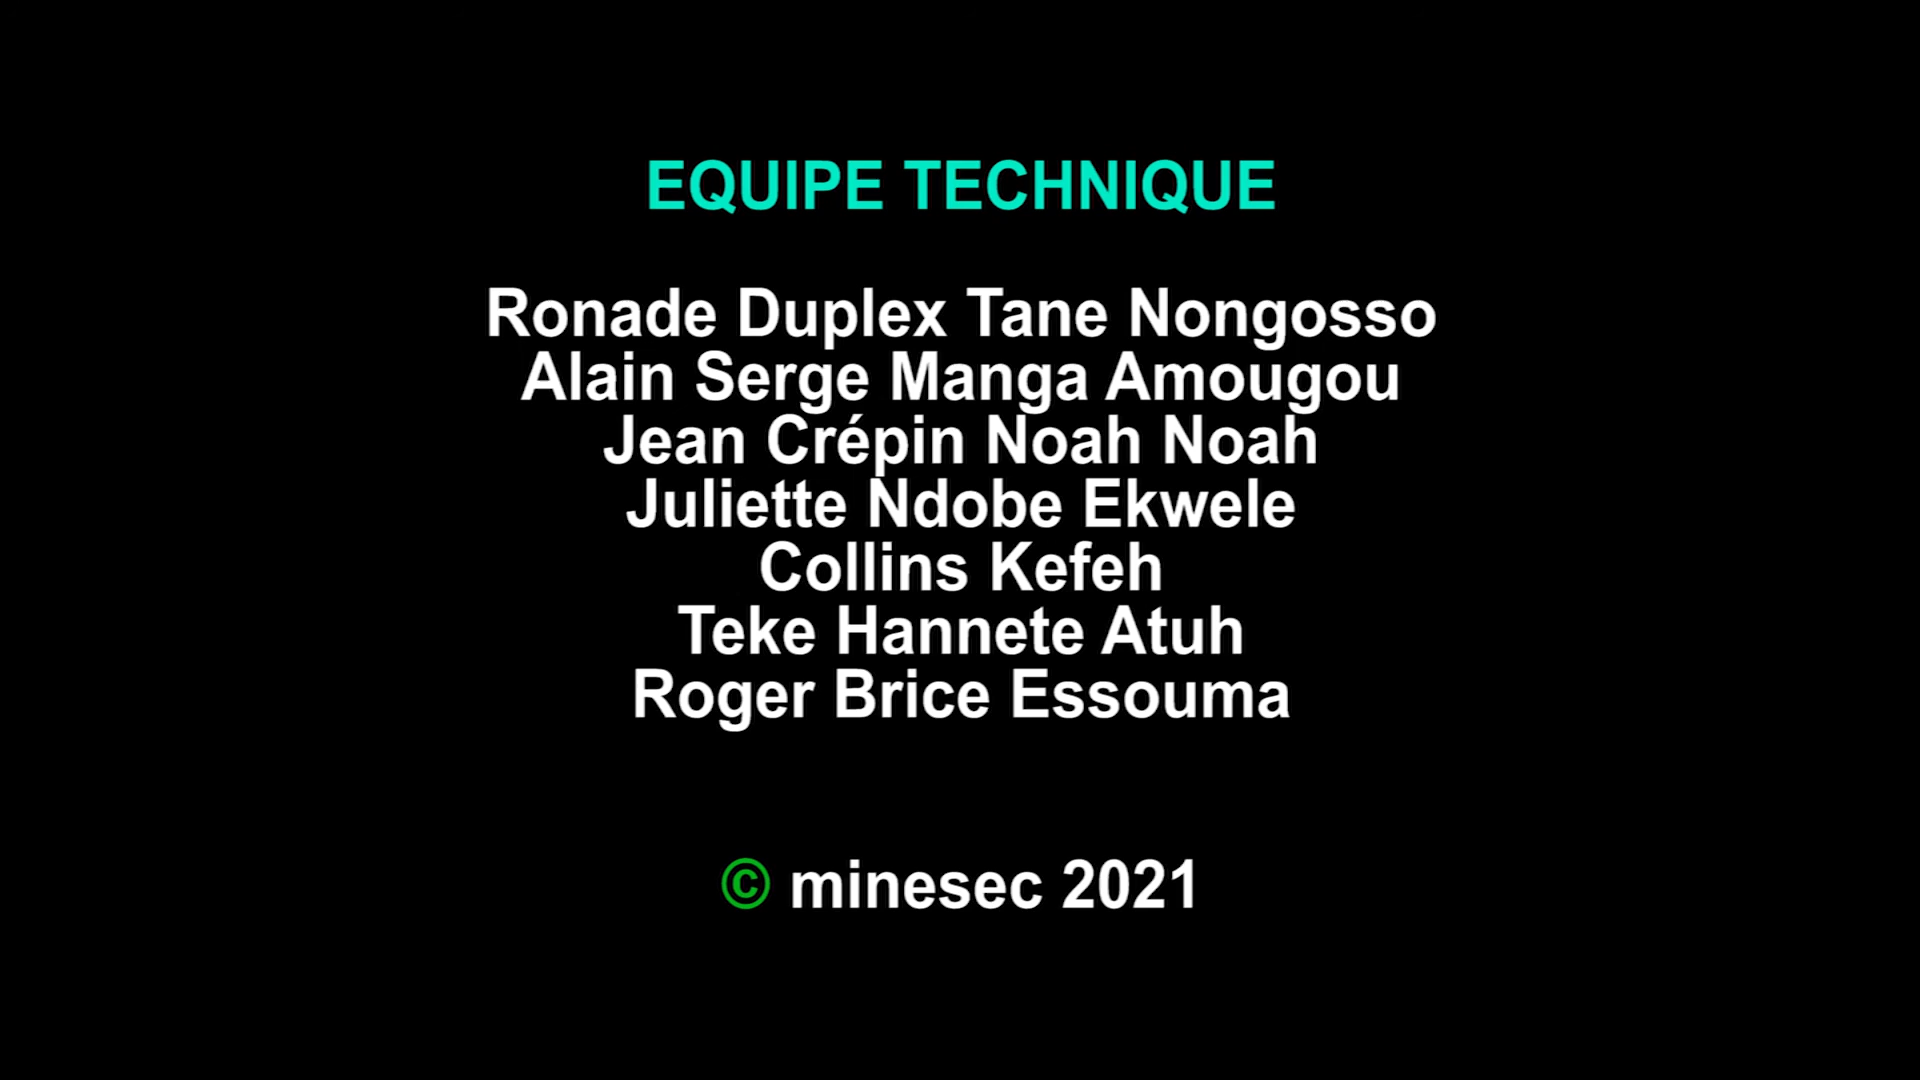 EQUIPE TECHNIQUE
Ronade Duplex Tane Nongosso
Alain Serge Manga Amougou
Jean Crépin Noah Noah
Juliette Ndobe Ekwele
Collins Kefeh
Teke Hannete Atuh
Roger Brice Essouma
© minesec 2021